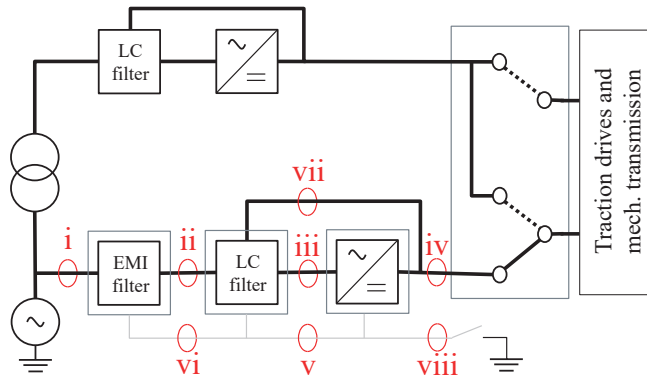 LC
filter
Traction drives and
mech. transmission
vii
i
ii
iii
iv
EMI
filter
LC
filter
vi
v
viii